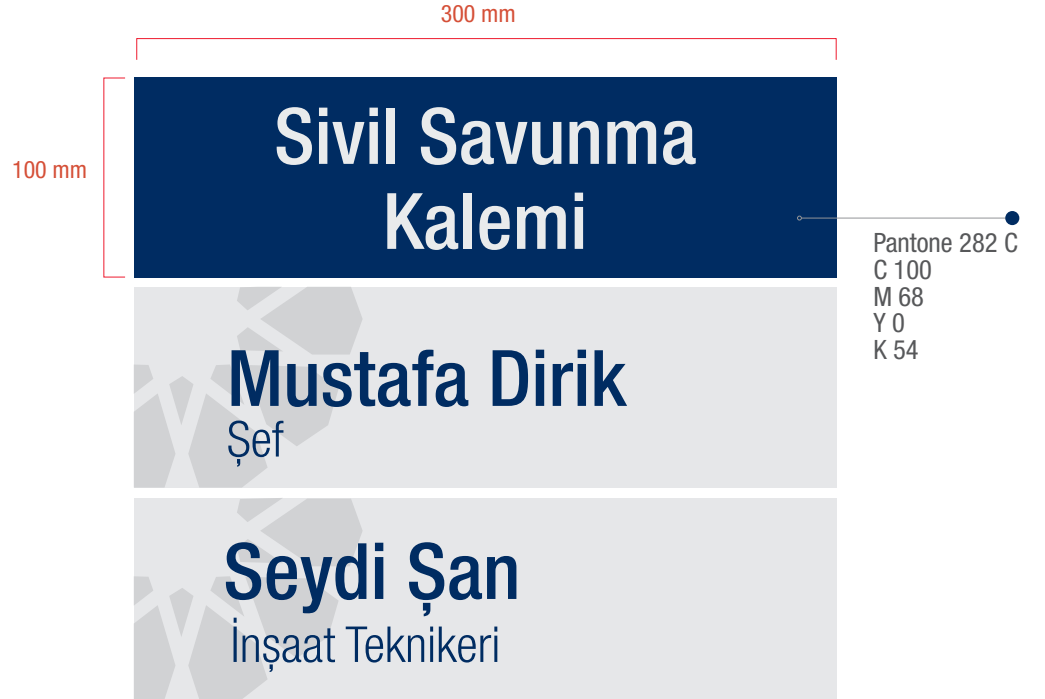 300 mm
100 mm
Sivil Savunma
Kalemi
Pantone 282 C
C 100
M 68
Y 0
K 54
Mustafa Dirik
Şef
Seydi Şan
İnşaat Teknikeri